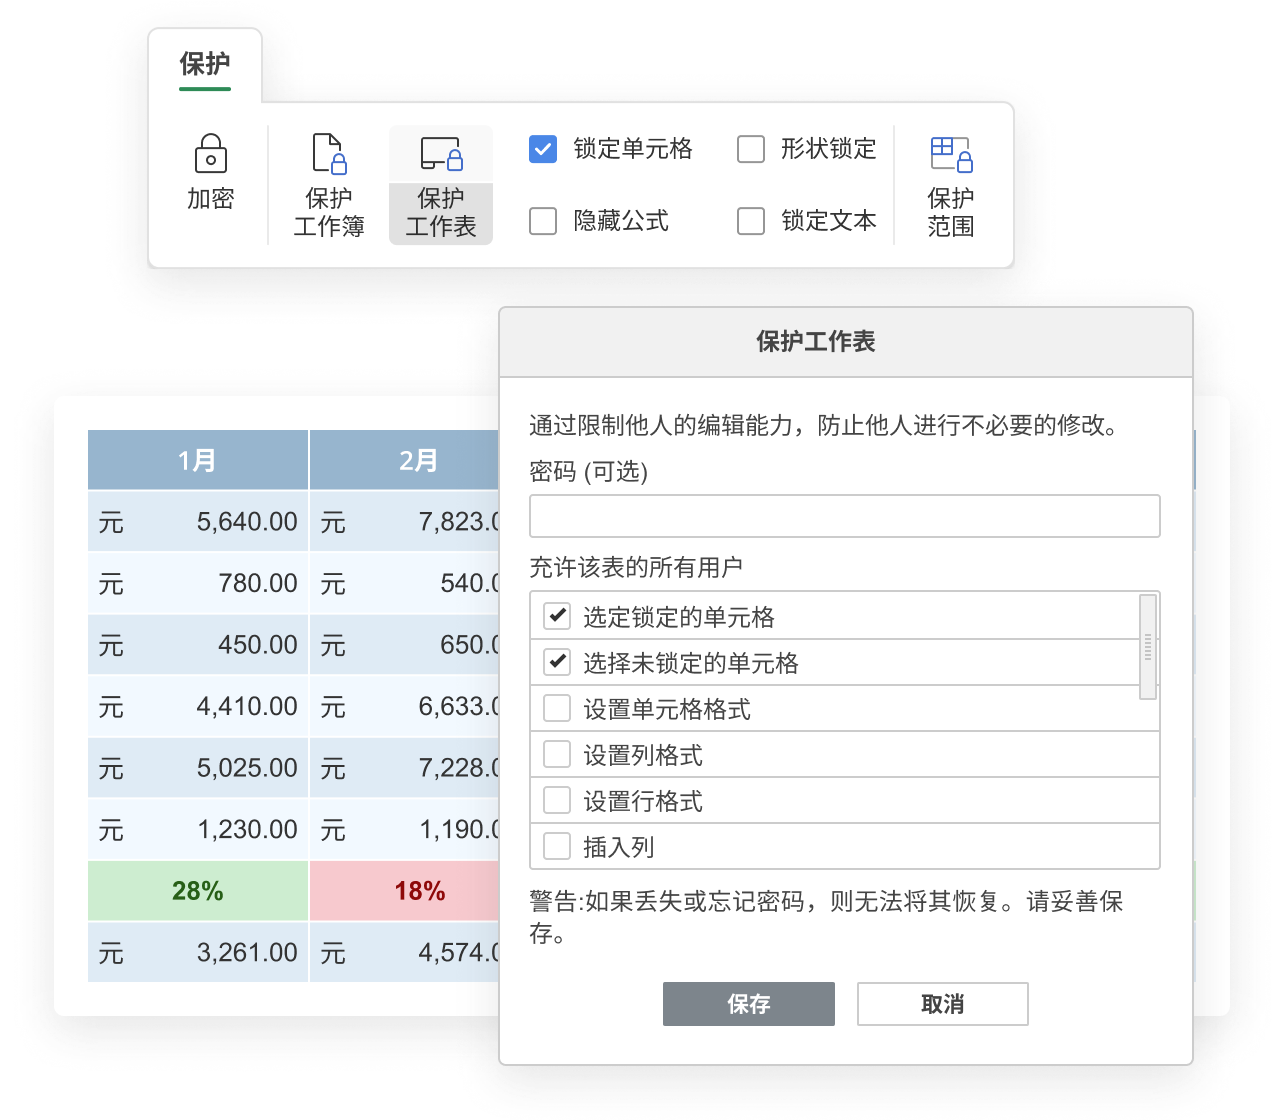 保护
加密
保护
工作簿
保护
工作表
锁定单元格
形状锁定
隐藏公式
锁定文本
保护
范围
保护工作表
通过限制他人的编辑能力，防止他人进行不必要的修改。
密码 (可选)
充许该表的所有用户
选定锁定的单元格
选择未锁定的单元格
设置单元格格式
设置列格式
设置行格式
插入列
警告:如果丢失或忘记密码，则无法将其恢复。请妥善保
存。
保存 取消
1月 2月
元 5,640.00 元 7,823.0
元 780.00 元 540.0
元 450.00 元 650.0
元 4,410.00 元 6,633.0
元 5,025.00 元 7,228.0
元 1,230.00 元 1,190.0
28% 18%
元 3,261.00 元 4,574.0